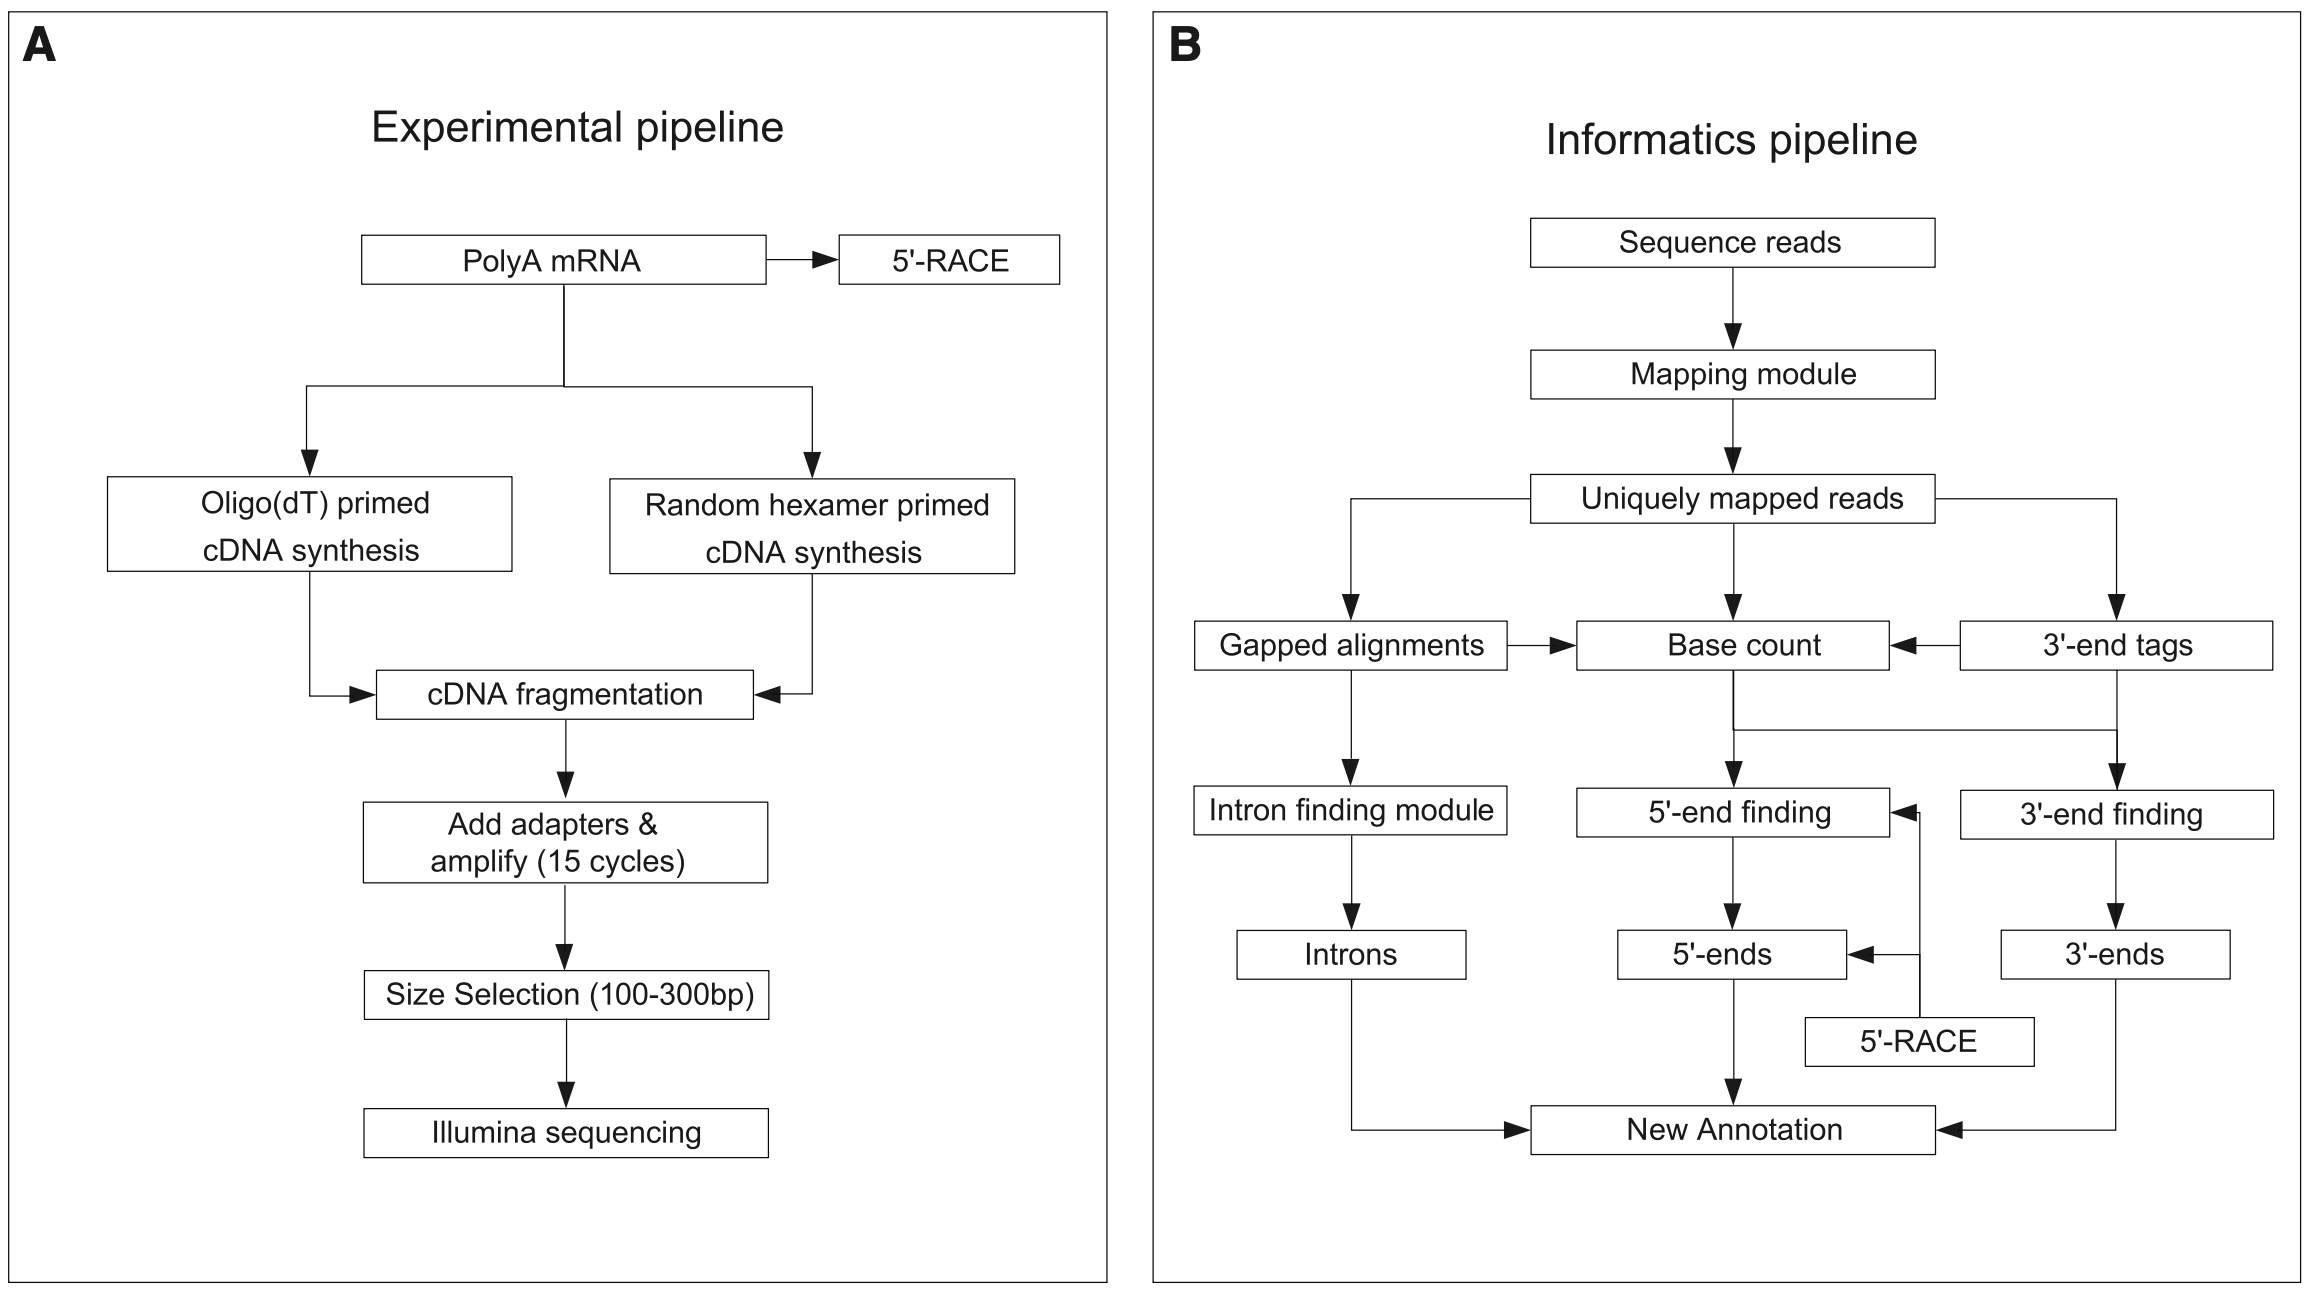 A
Experimental pipeline
PolyA mRNA
5'-RACE
Oligo(dT) primed
cDNA synthesis
Random hexamer primed
cDNA synthesis
cDNA fragmentation
Add adapters &
amplify (15 cycles)
Size Selection (100-300bp)
Illumina sequencing
B
Informatics pipeline
Sequence reads
Mapping module
Uniquely mapped reads
Gapped alignments
Base count
3'-end tags
Intron finding module
5'-end finding
3'-end finding
Introns
5'-ends
3'-ends
5'-RACE
New Annotation